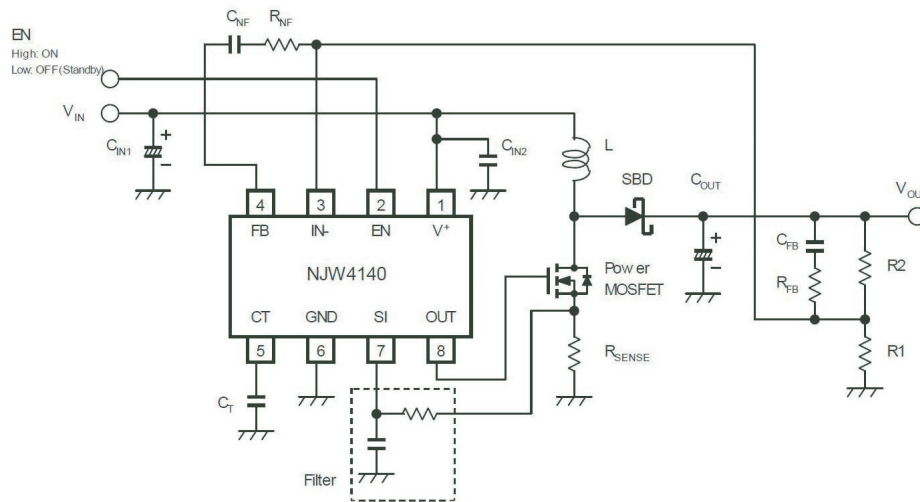 C_NF R_NF
EN
High: ON
Low: OFF(Standby)
V_IN
C_IN1 + −
C_IN2
L
SBD
C_OUT
V_OU
4 3 2 1
FB IN- EN V+
NJW4140
CT GND SI OUT
5 6 7 8
Power
MOSFET
+ −
C_FB
R_FB
R2
R1
R_SENSE
C_T
Filter